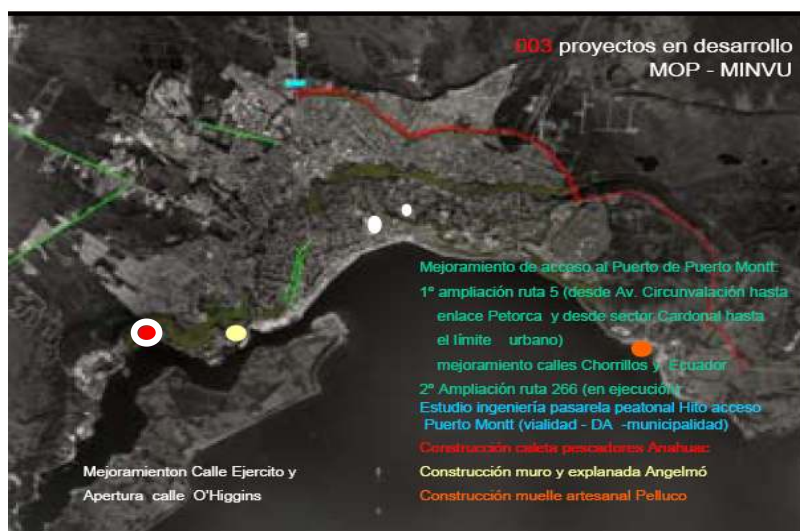 003 proyectos en desarrollo
MOP - MINVU
Mejoramiento de acceso al Puerto de Puerto Montt:
1º ampliación ruta 5 (desde Av. Circunvalación hasta
enlace Petorca y desde sector Cardonal hasta
el límite urbano)
mejoramiento calles Chorrillos y Ecuador
2º Ampliación ruta 266 (en ejecución)
Estudio ingeniería pasarela peatonal Hito acceso
Puerto Montt (vialidad - DA -municipalidad)
Construcción caleta pescadores Anahuac
Construcción muro y explanada Angelmó
Construcción muelle artesanal Pelluco
Mejoramienton Calle Ejercito y
Apertura calle O'Higgins